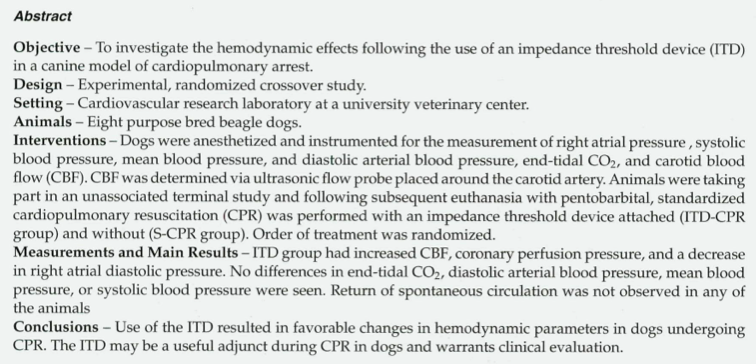 Abstract
Objective – To investigate the hemodynamic effects following the use of an impedance threshold device (ITD)
in a canine model of cardiopulmonary arrest.
Design – Experimental, randomized crossover study.
Setting – Cardiovascular research laboratory at a university veterinary center.
Animals – Eight purpose bred beagle dogs.
Interventions – Dogs were anesthetized and instrumented for the measurement of right atrial pressure , systolic
blood pressure, mean blood pressure, and diastolic arterial blood pressure, end-tidal CO₂, and carotid blood
flow (CBF). CBF was determined via ultrasonic flow probe placed around the carotid artery. Animals were taking
part in an unassociated terminal study and following subsequent euthanasia with pentobarbital, standardized
cardiopulmonary resuscitation (CPR) was performed with an impedance threshold device attached (ITD-CPR
group) and without (S-CPR group). Order of treatment was randomized.
Measurements and Main Results – ITD group had increased CBF, coronary perfusion pressure, and a decrease
in right atrial diastolic pressure. No differences in end-tidal CO₂, diastolic arterial blood pressure, mean blood
pressure, or systolic blood pressure were seen. Return of spontaneous circulation was not observed in any of
the animals
Conclusions – Use of the ITD resulted in favorable changes in hemodynamic parameters in dogs undergoing
CPR. The ITD may be a useful adjunct during CPR in dogs and warrants clinical evaluation.